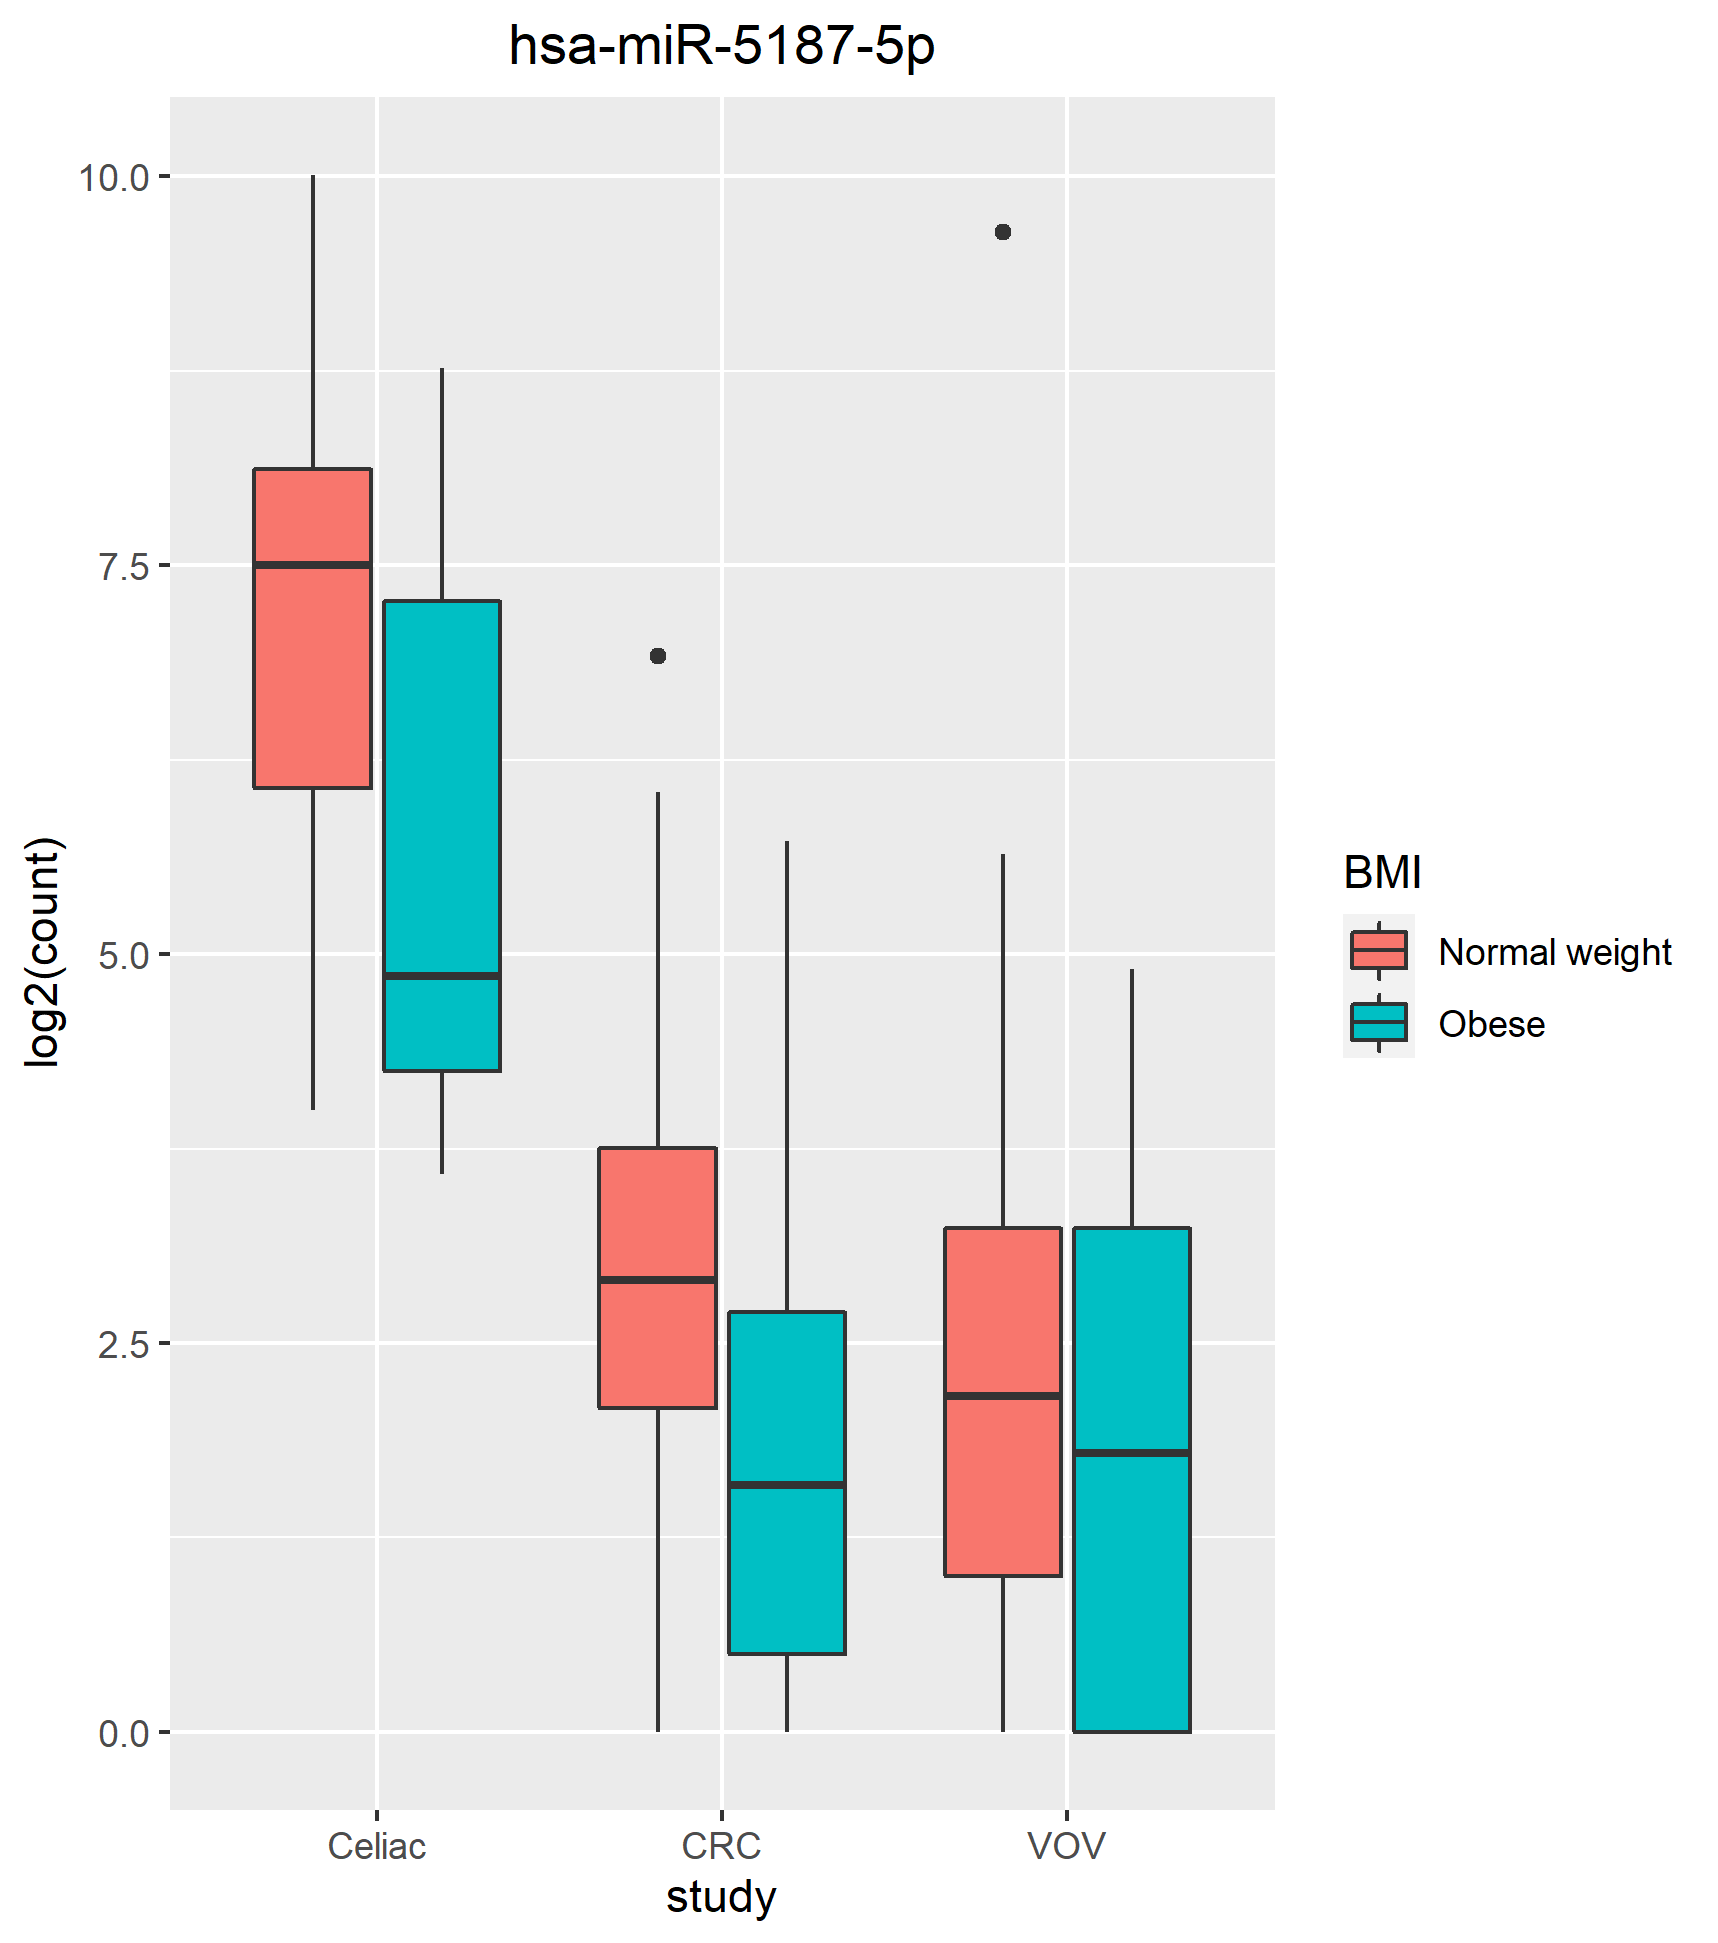 hsa-miR-5187-5p
log2(count)
10.0
7.5
5.0
2.5
0.0
Celiac
CRC
VOV
study
BMI
Normal weight
Obese